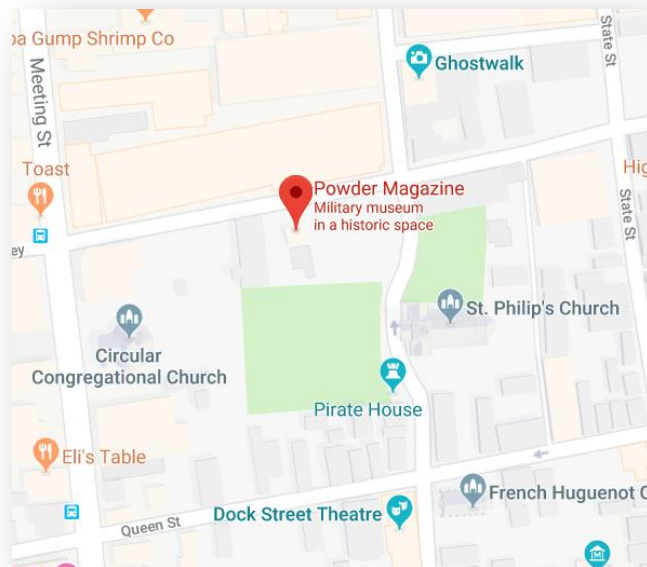 State St
ba Gump Shrimp Co
Meeting St
Ghostwalk
Toast
Powder Magazine
Military museum
in a historic space
Hig
State St
ey
St. Philip's Church
Circular
Congregational Church
Pirate House
Eli's Table
French Huguenot C
Queen St
Dock Street Theatre